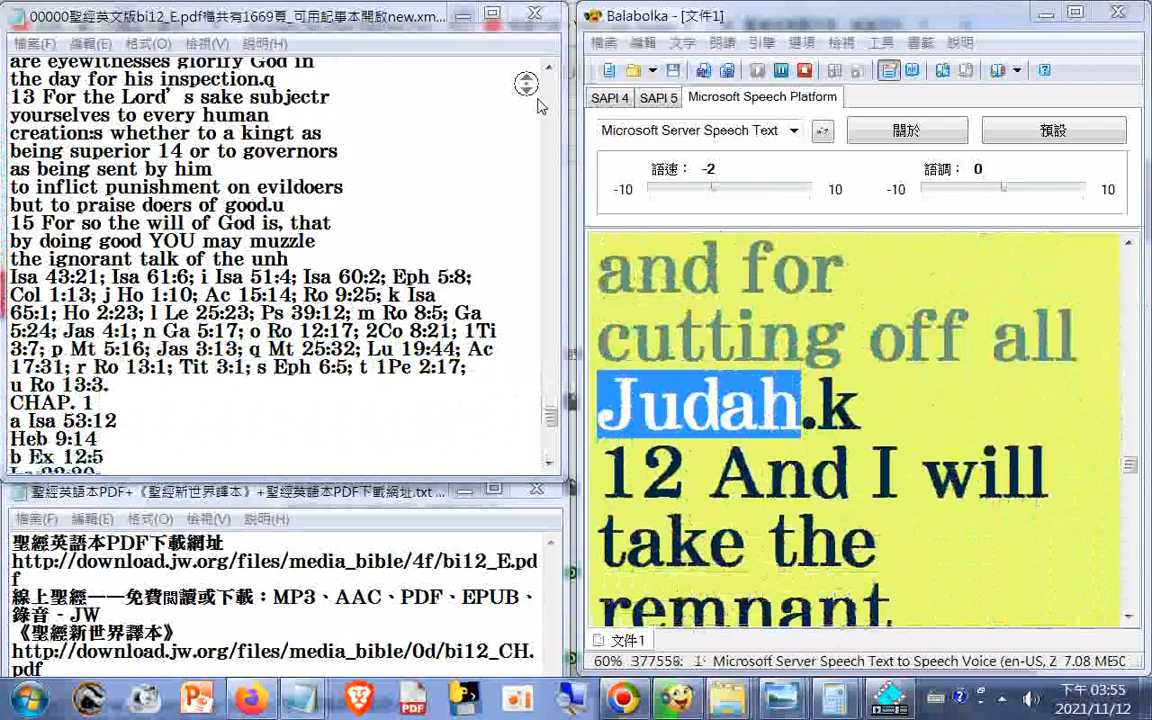 00000聖經英文版bi12_E.pdf檔共有1669頁_可用記事本開啟new.xm...
檔案(F) 編輯(E) 格式(O) 檢視(V) 說明(H)
are eyewitnesses glorify God in
the day for his inspection.q
13 For the Lord's sake subjectr
yourselves to every human
creation:s whether to a kingt as
being superior 14 or to governors
as being sent by him
to inflict punishment on evildoers
but to praise doers of good.u
15 For so the will of God is, that
by doing good YOU may muzzle
the ignorant talk of the unh
Isa 43:21; Isa 61:6; i Isa 51:4; Isa 60:2; Eph 5:8;
Col 1:13; j Ho 1:10; Ac 15:14; Ro 9:25; k Isa
65:1; Ho 2:23; l Le 25:23; Ps 39:12; m Ro 8:5; Ga
5:24; Jas 4:1; n Ga 5:17; o Ro 12:17; 2Co 8:21; 1Ti
3:7; p Mt 5:16; Jas 3:13; q Mt 25:32; Lu 19:44; Ac
17:31; r Ro 13:1; Tit 3:1; s Eph 6:5; t 1Pe 2:17;
u Ro 13:3.
CHAP. 1
a Isa 53:12
Heb 9:14
b Ex 12:5
聖經英語本PDF+《聖經新世界譯本》+聖經英語本PDF下載網址.txt ...
檔案(F) 編輯(E) 格式(O) 檢視(V) 說明(H)
聖經英語本PDF下載網址
http://download.jw.org/files/media_bible/4f/bi12_E.pd
f
線上聖經——免費閱讀或下載：MP3、AAC、PDF、EPUB、
錄音 - JW
《聖經新世界譯本》
http://download.jw.org/files/media_bible/0d/bi12_CH.
pdf
Balabolka - [文件1]
檔案 編輯 文字 朗讀 引擎 選項 檢視 工具 書籤 說明
SAPI 4 SAPI 5 Microsoft Speech Platform
Microsoft Server Speech Text 關於 預設
語速： -2 語調： 0
-10 10 -10 10
and for
cutting off all
Judah.k
12 And I will
take the
remnant
文件1
60% 377558: Microsoft Server Speech Text to Speech Voice (en-US, Z 7.08 ME
下午 03:55
2021/11/12